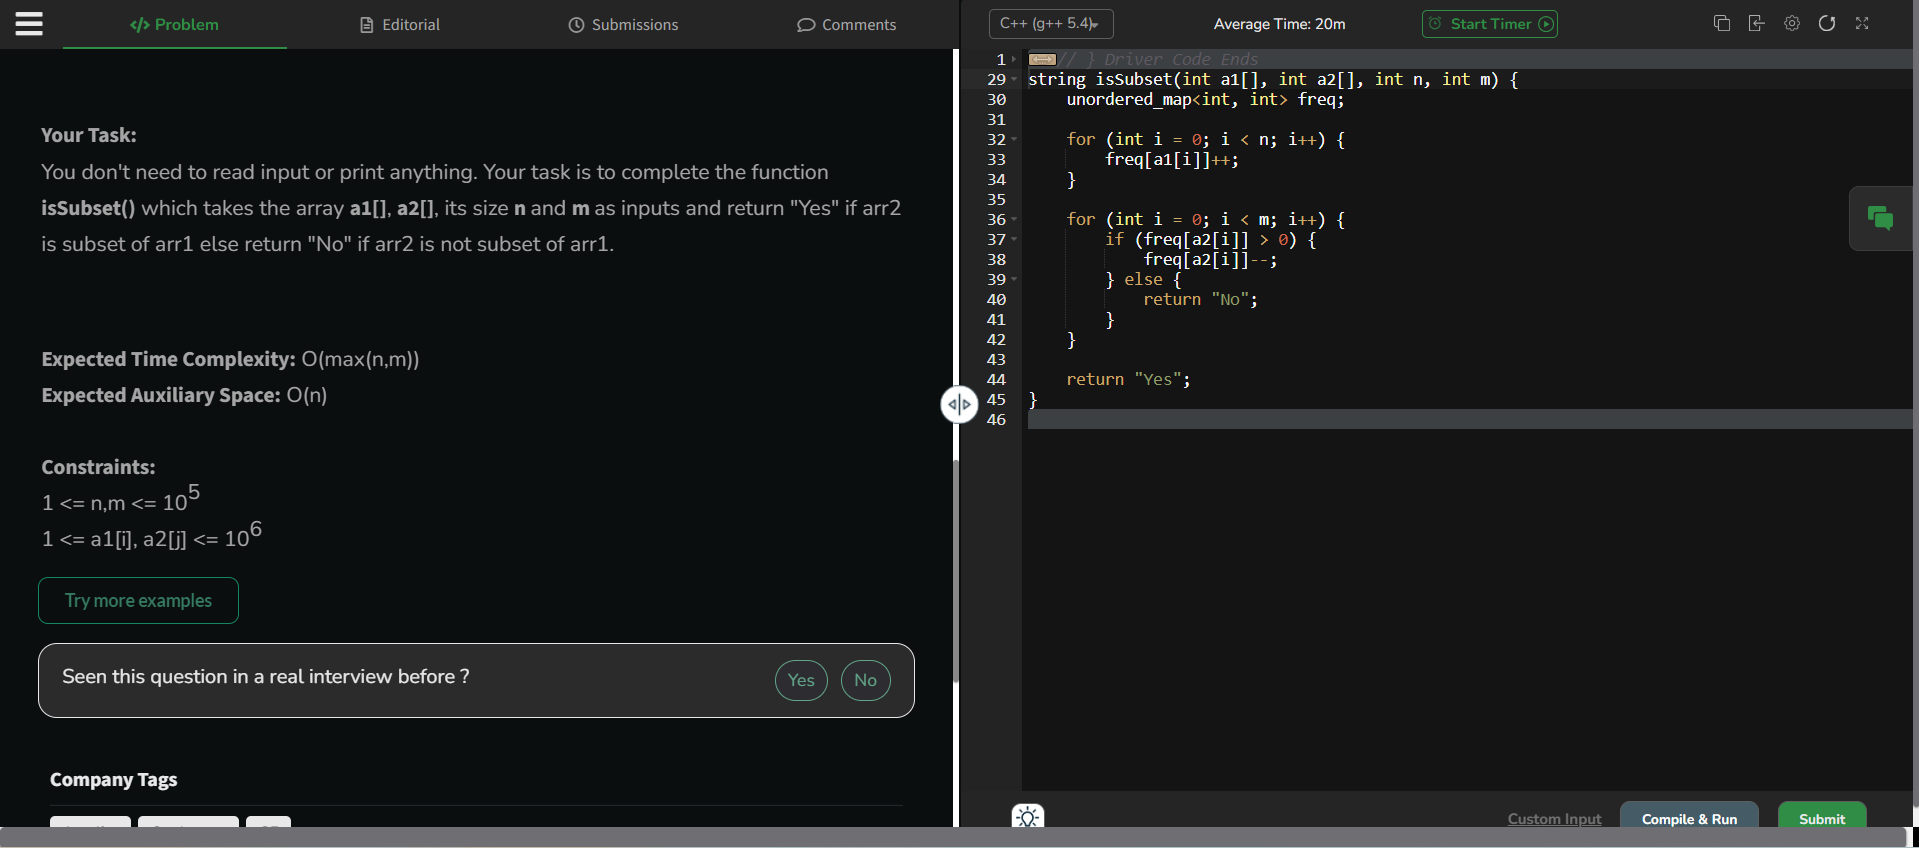 Problem
Editorial
Submissions
Comments
C++ (g++ 5.4)
Average Time: 20m
Start Timer
Your Task:
You don't need to read input or print anything. Your task is to complete the function
isSubset() which takes the array a1[], a2[], its size n and m as inputs and return "Yes" if arr2
is subset of arr1 else return "No" if arr2 is not subset of arr1.
Expected Time Complexity: O(max(n,m))
Expected Auxiliary Space: O(n)
Constraints:
1 <= n,m <= 10^5
1 <= a1[i], a2[j] <= 10^6
Try more examples
Seen this question in a real interview before ?
Yes
No
Company Tags
1 // } Driver Code Ends
29 string isSubset(int a1[], int a2[], int n, int m) {
30     unordered_map<int, int> freq;
31
32     for (int i = 0; i < n; i++) {
33         freq[a1[i]]++;
34     }
35
36     for (int i = 0; i < m; i++) {
37         if (freq[a2[i]] > 0) {
38             freq[a2[i]]--;
39         } else {
40             return "No";
41         }
42     }
43
44     return "Yes";
45 }
46
Custom Input
Compile & Run
Submit